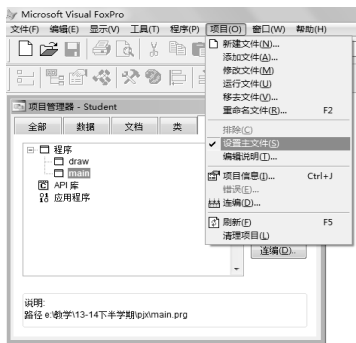 Microsoft Visual FoxPro
文件(F) 编辑(E) 显示(V) 工具(T) 程序(P) 项目(O) 窗口(W) 帮助(H)
新建文件(N)...
添加文件(A)...
修改文件(M)
运行文件(U)
移去文件(V)...
重命名文件(R)... F2
排除(C)
设置主文件(S)
编辑说明(T)...
项目信息(I)... Ctrl+J
错误(E)...
连编(D)...
刷新(F) F5
清理项目(L)
项目管理器 - Student
全部 数据 文档 类
程序
draw
main
API 库
应用程序
连编(D)..
说明:
路径 e:\教学\13-14下半学期\pjx\main.prg